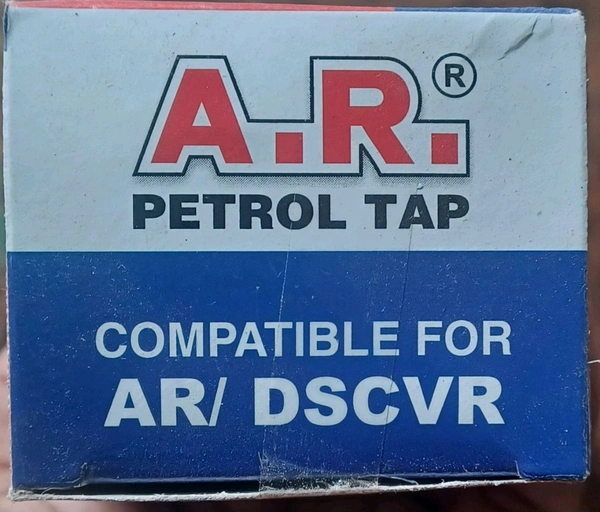 A.R.®
PETROL TAP
COMPATIBLE FOR
AR/ DSCVR